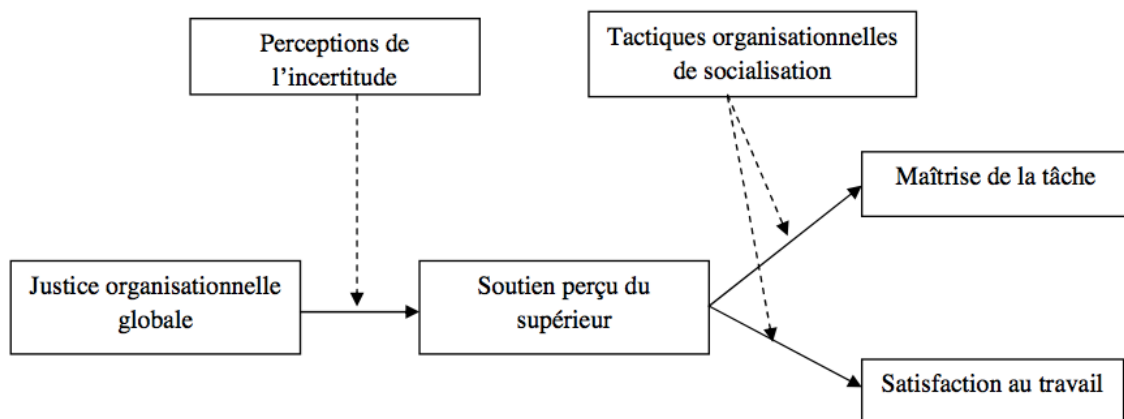 Perceptions de
l’incertitude
Tactiques organisationnelles
de socialisation
Maîtrise de la tâche
Justice organisationnelle
globale
Soutien perçu du
supérieur
Satisfaction au travail